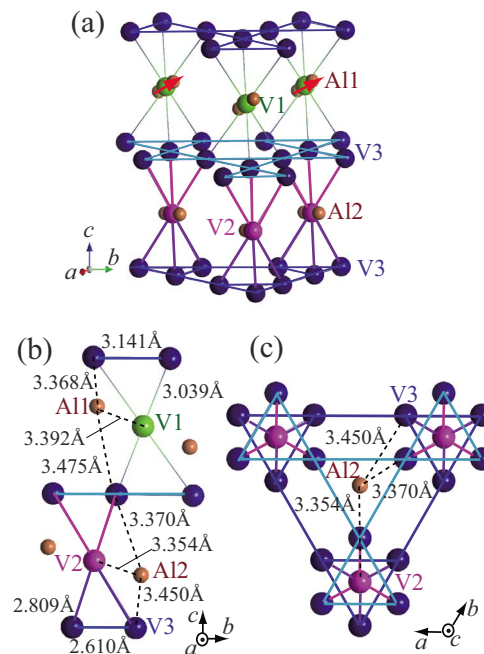 (a)
Al1
V1
V3
V2
Al2
V3
c
a
b
(b)
3.141Å
3.368Å
3.039Å
Al1
V1
3.392Å
3.475Å
3.370Å
V2
3.354Å
Al2
2.809Å
3.450Å
2.610Å
V3
c
a
b
(c)
V3
3.450Å
Al2
3.354Å
3.370Å
V2
b
a
c